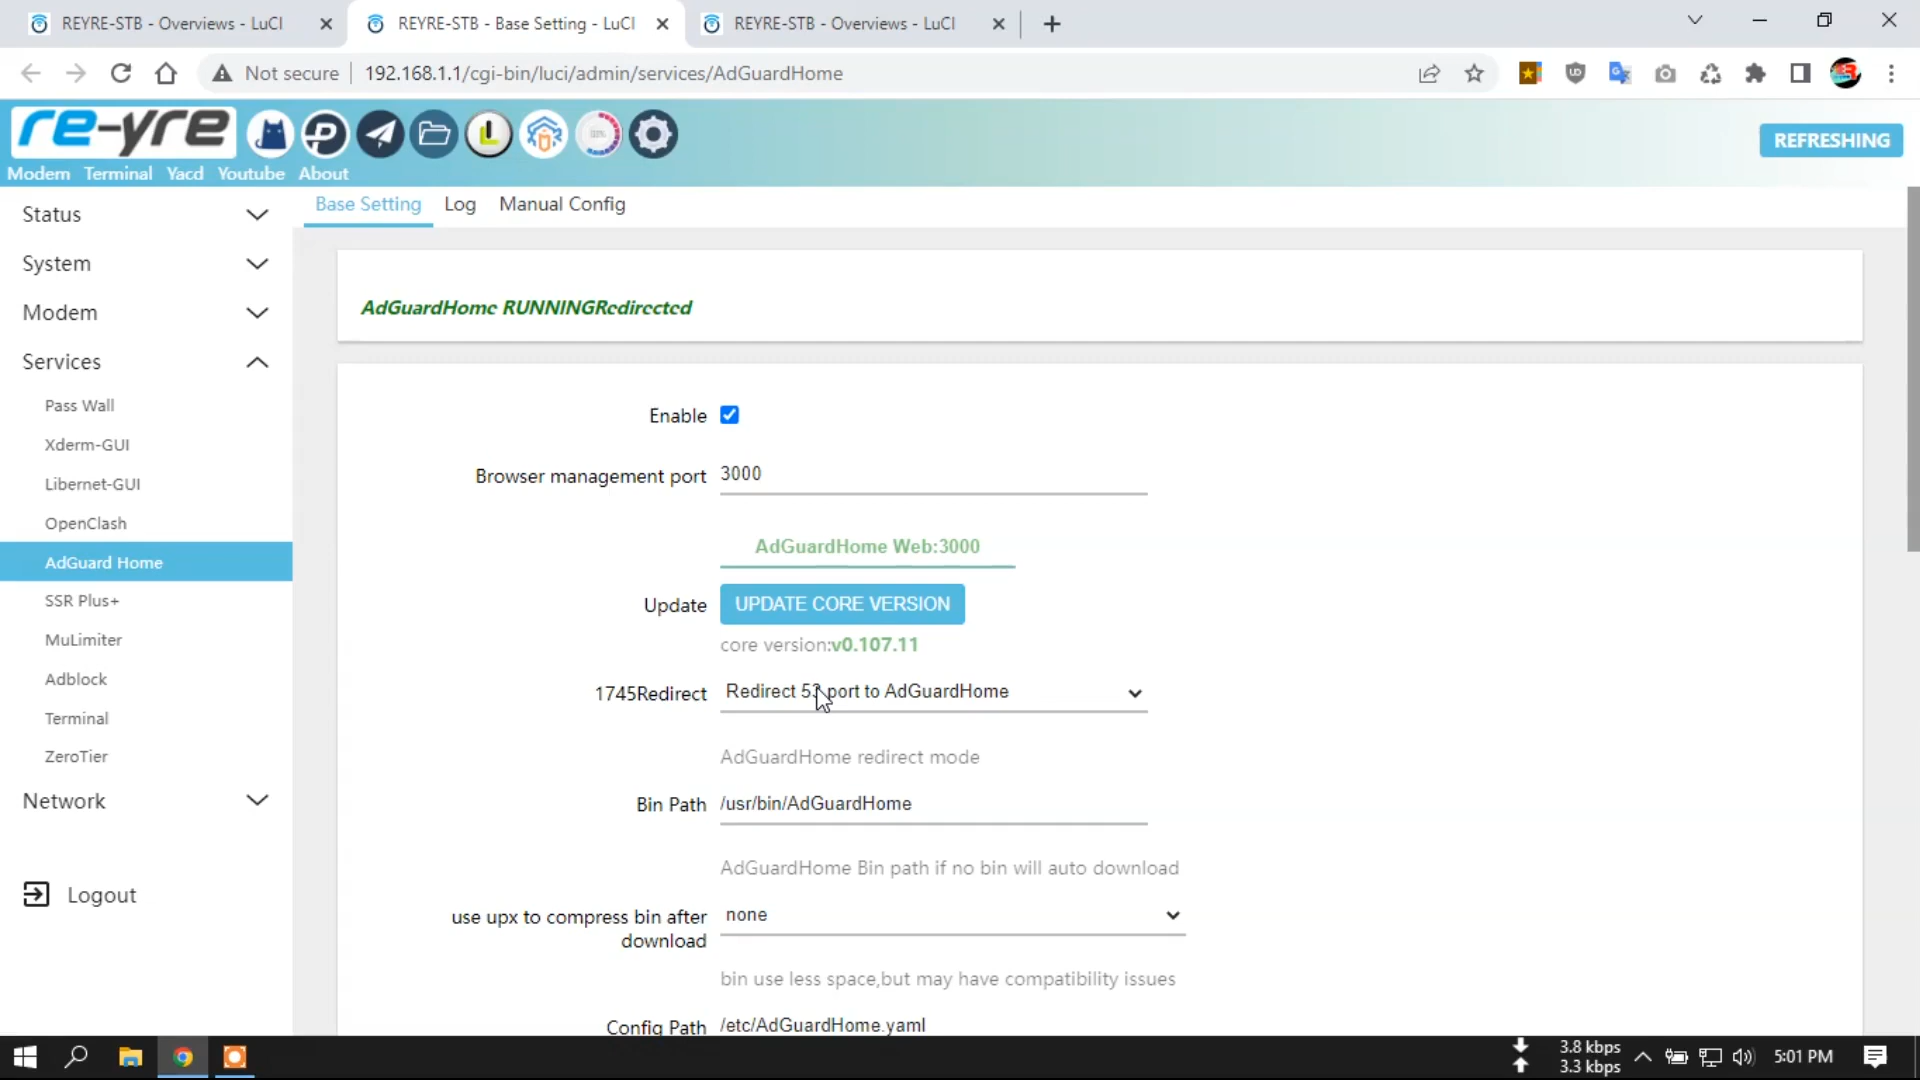 REYRE-STB - Overviews - LuCI
REYRE-STB - Base Setting - LuCI
REYRE-STB - Overviews - LuCI
Not secure
192.168.1.1/cgi-bin/luci/admin/services/AdGuardHome
re-yre
REFRESHING
Modem Terminal Yacd Youtube About
Status
System
Modem
Services
Pass Wall
Xderm-GUI
Libernet-GUI
OpenClash
AdGuard Home
SSR Plus+
MuLimiter
Adblock
Terminal
ZeroTier
Network
Logout
Base Setting Log Manual Config
AdGuardHome RUNNINGRedirected
Enable
Browser management port 3000
AdGuardHome Web:3000
Update UPDATE CORE VERSION
core version:v0.107.11
1745Redirect Redirect 53 port to AdGuardHome
AdGuardHome redirect mode
Bin Path /usr/bin/AdGuardHome
AdGuardHome Bin path if no bin will auto download
use upx to compress bin after
download
none
bin use less space,but may have compatibility issues
Config Path /etc/AdGuardHome.yaml
3.8 kbps
3.3 kbps
5:01 PM